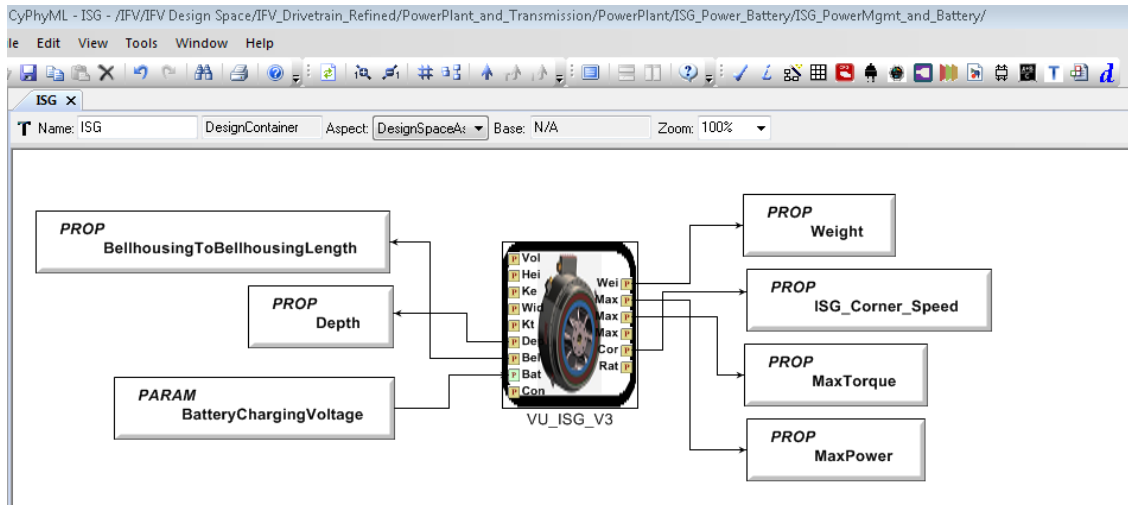 CyPhyML - ISG - /IFV/IFV Design Space/IFV_Drivetrain_Refined/PowerPlant_and_Transmission/PowerPlant/ISG_Power_Battery/ISG_PowerMgmt_and_Battery/
le Edit View Tools Window Help
ISG X
T Name: ISG DesignContainer Aspect: DesignSpaceA Base: N/A Zoom: 100%
PROP
BellhousingToBellhousingLength
PROP
Depth
PARAM
BatteryChargingVoltage
P Vol
P Hei
P Ke
P Wid
P Kt
P De
P Bel
P Bat
P Con
Wei P
Max P
Max P
Max P
Cor P
Rat P
VU_ISG_V3
PROP
Weight
PROP
ISG_Corner_Speed
PROP
MaxTorque
PROP
MaxPower